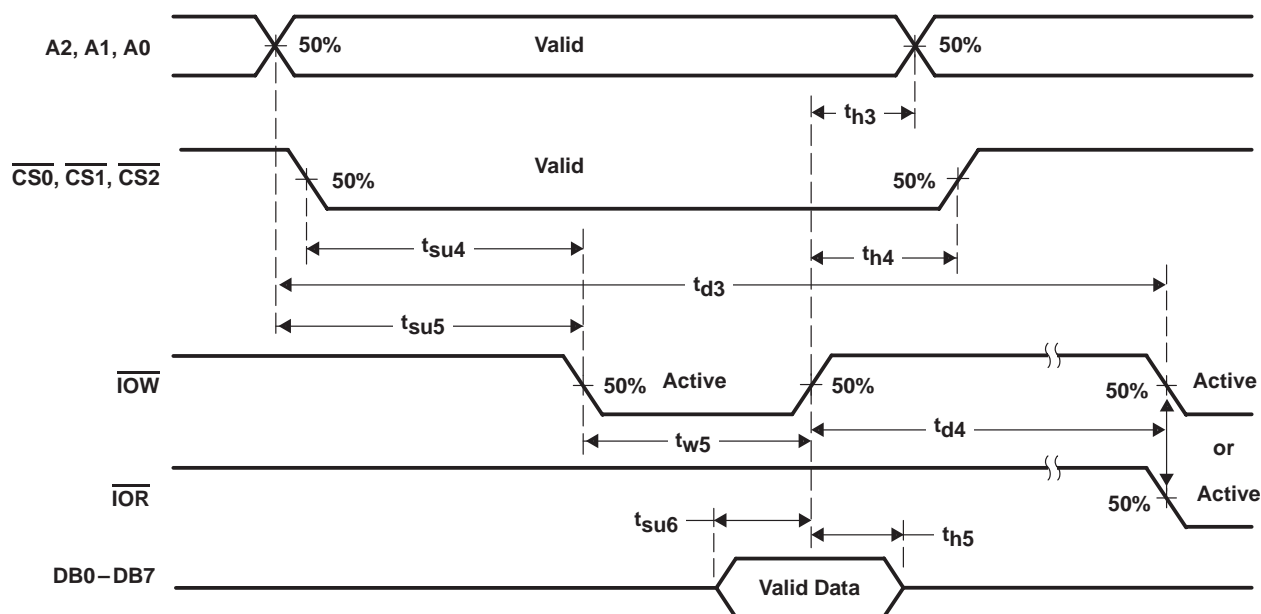 A2, A1, A0
50%
Valid
50%
th3
CS0, CS1, CS2
50%
Valid
50%
tsu4
th4
td3
tsu5
IOW
50%
Active
50%
50%
Active
tw5
td4
or
IOR
50%
Active
tsu6
th5
DB0–DB7
Valid Data